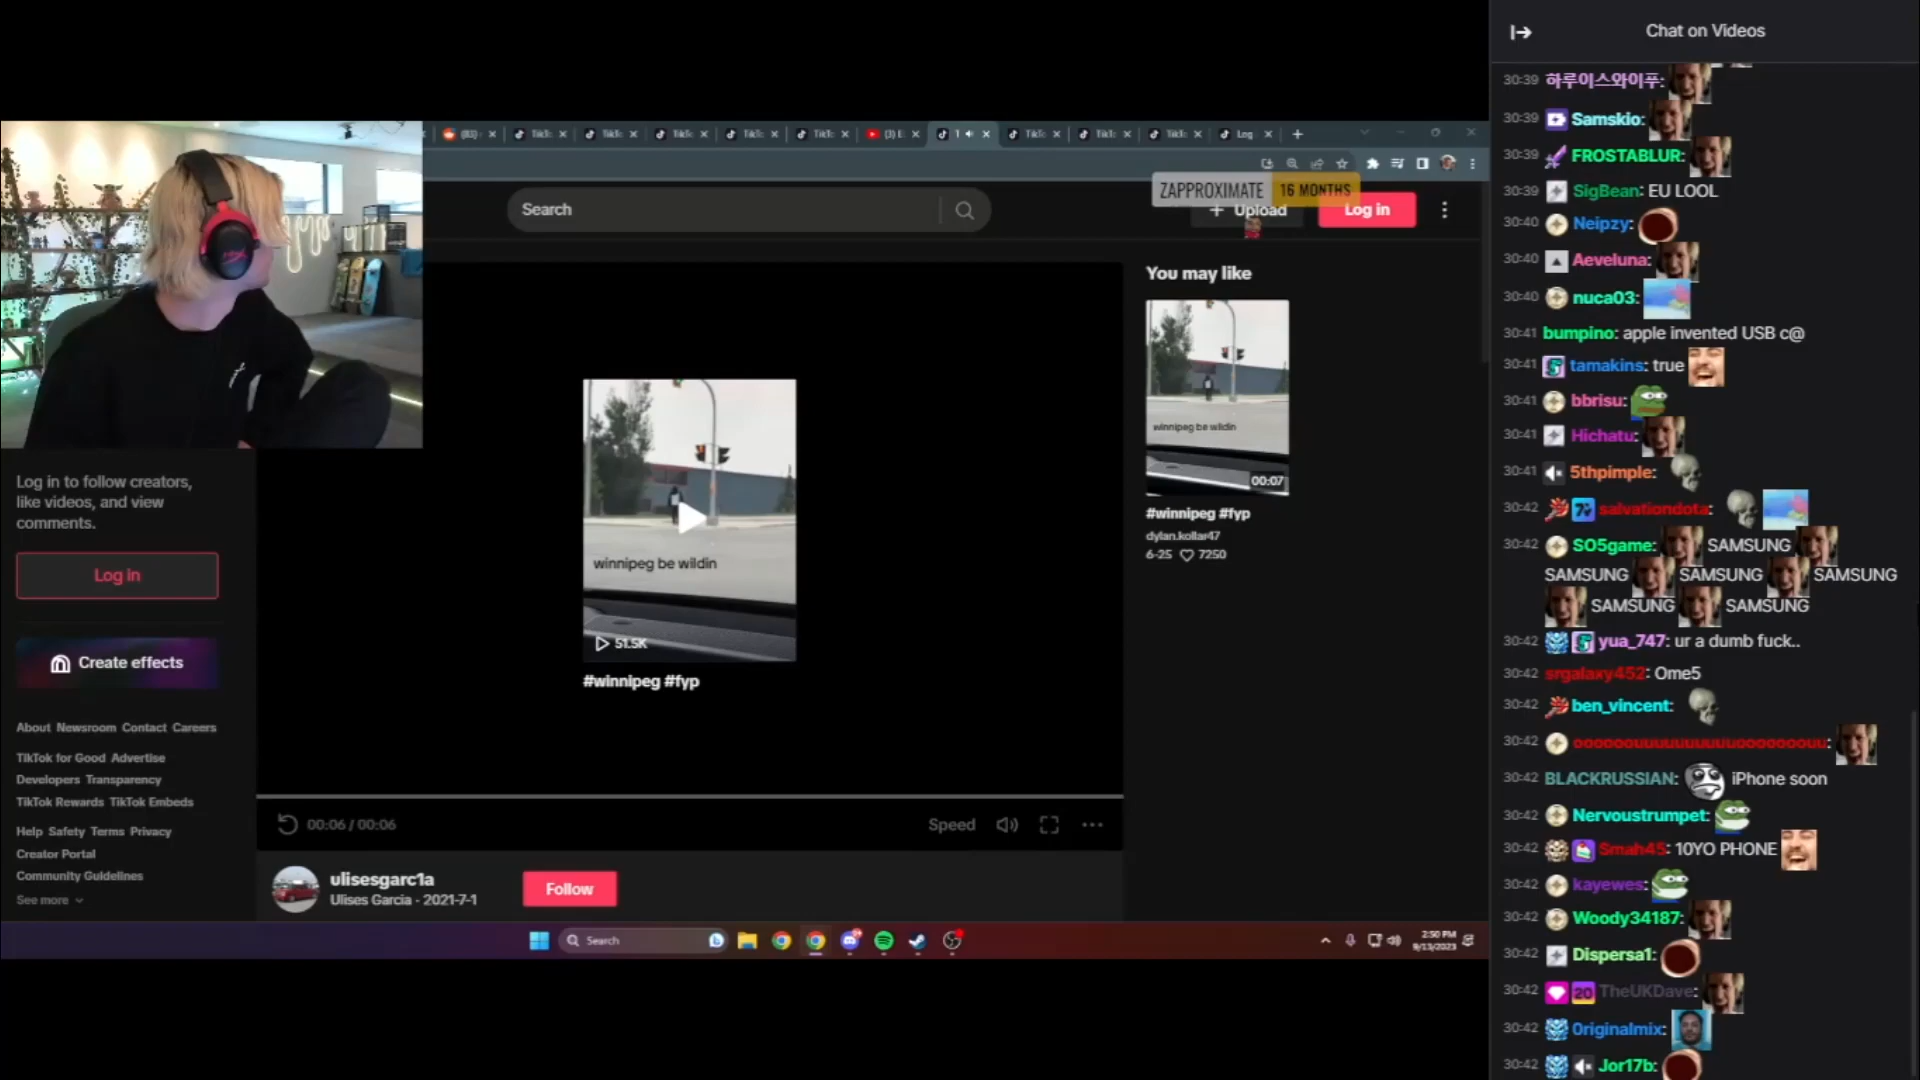 Chat on Videos
30:39 하루이스와이푸:
30:39 Samskio:
30:39 FROSTABLUR:
30:39 SigBean: EU LOOL
30:40 Neipzy:
30:40 Aeveluna:
30:40 nuca03:
30:41 bumpino: apple invented USB c@
30:41 tamakins: true
30:41 bbrisu:
30:41 Hichatu:
30:41 5thpimple:
30:42 salvationdota:
30:42 SO5game: SAMSUNG
SAMSUNG SAMSUNG SAMSUNG
SAMSUNG SAMSUNG
30:42 yua_747: ur a dumb fuck..
30:42 srgalaxy452: Ome5
30:42 ben_vincent:
30:42
30:42 BLACKRUSSIAN: iPhone soon
30:42 Nervoustrumpet:
30:42 Smah45: 10YO PHONE
30:42 kayewes:
30:42 Woody34187:
30:42 Dispersa1:
30:42 TheUKDave:
30:42 0riginalmix:
30:42 Jor17b:
ZAPPROXIMATE 16 MONTHS
Search
Upload
Log in
You may like
winnipeg be wildin
00:07
#winnipeg #fyp
dylan.kollar47
6-25 7250
winnipeg be wildin
51.5K
#winnipeg #fyp
00:06 / 00:06
Speed
ulisesgarc1a
Ulises Garcia - 2021-7-1
Follow
Log in to follow creators,
like videos, and view
comments.
Log in
Create effects
About Newsroom Contact Careers
TikTok for Good Advertise
Developers Transparency
TikTok Rewards TikTok Embeds
Help Safety Terms Privacy
Creator Portal
Community Guidelines
See more
Search
2:50 PM
9/13/2023